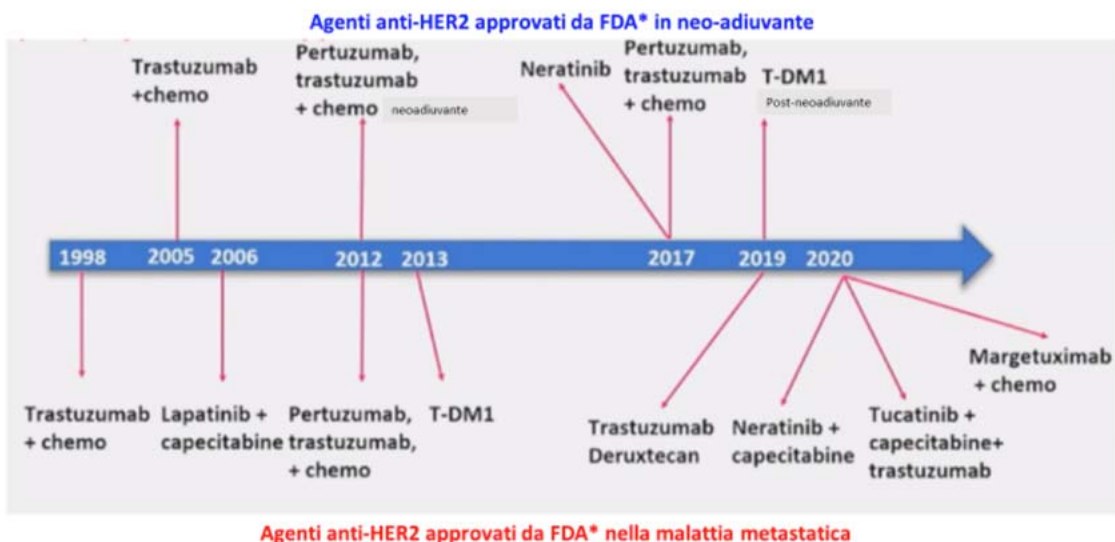 Agenti anti-HER2 approvati da FDA* in neo-adiuvante
Trastuzumab
+chemo
Pertuzumab,
trastuzumab
+ chemo neoadiuvante
Neratinib
Pertuzumab,
trastuzumab
+ chemo
T-DM1
Post-neoadiuvante
1998 2005 2006 2012 2013 2017 2019 2020
Trastuzumab
+ chemo
Lapatinib +
capecitabine
Pertuzumab,
trastuzumab,
+ chemo
T-DM1
Trastuzumab
Deruxtecan
Neratinib +
capecitabine
Tucatinib +
capecitabine+
trastuzumab
Margetuximab
+ chemo
Agenti anti-HER2 approvati da FDA* nella malattia metastatica